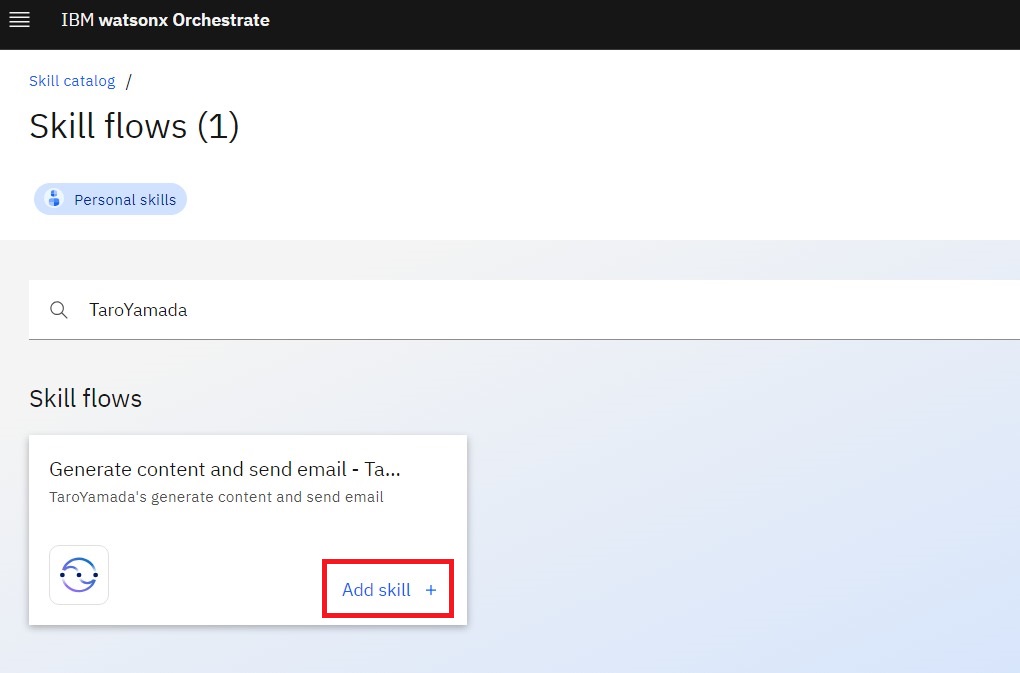 IBM watsonx Orchestrate
Skill catalog /
Skill flows (1)
Personal skills
TaroYamada
Skill flows
Generate content and send email - Ta...
TaroYamada's generate content and send email
Add skill +